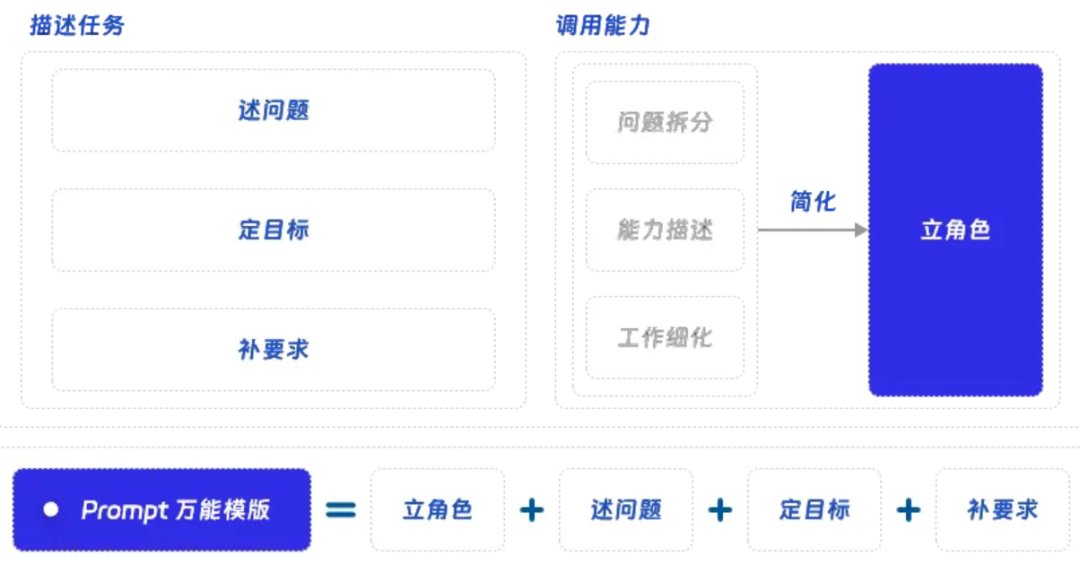 描述任务
述问题
定目标
补要求
调用能力
问题拆分
能力描述
工作细化
简化
立角色
Prompt 万能模版 = 立角色 + 述问题 + 定目标 + 补要求